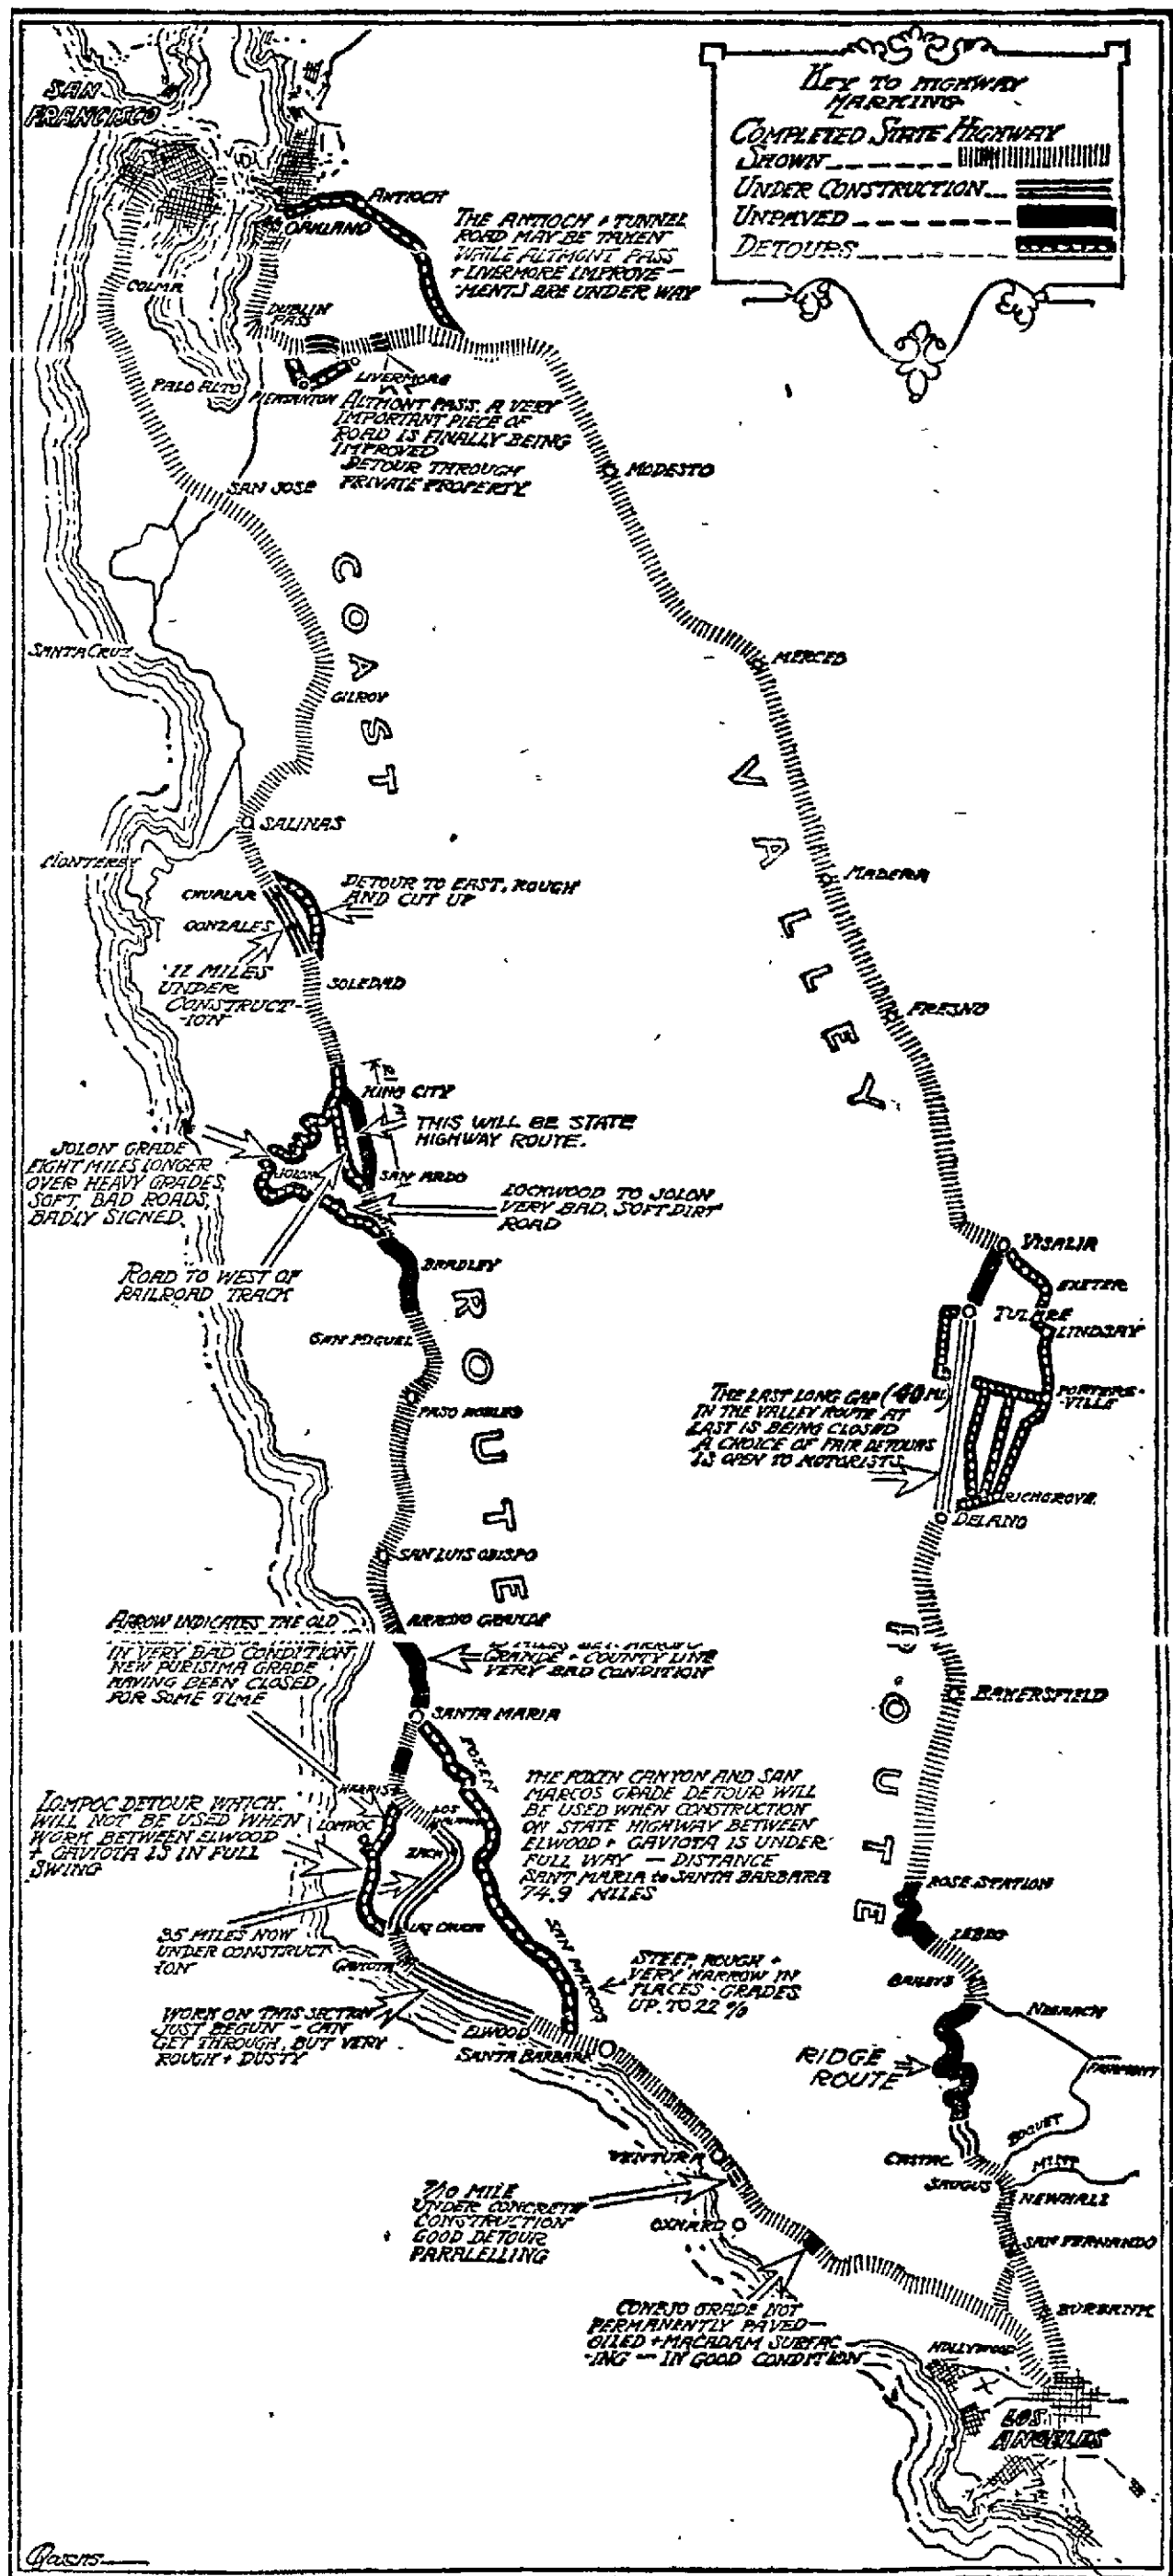 KEY TO HIGHWAY
MARKING
COMPLETED STATE HIGHWAY
SHOWN
UNDER CONSTRUCTION
UNPAVED
DETOURS
SAN
FRANCISCO
ANTIOCH
OAKLAND
THE ANTIOCH & TUNNEL
ROAD MAY BE TAKEN
WHILE ALTMONT PASS
& LIVERMORE IMPROVE-
-MENTS ARE UNDER WAY
COLMA
DUBLIN
PASS
PALO ALTO
PLEASANTON
LIVERMORE
ALTMONT PASS, A VERY
IMPORTANT PIECE OF
ROAD IS FINALLY BEING
IMPROVED
DETOUR THROUGH
PRIVATE PROPERTY
MODESTO
SAN JOSE
COAST
SANTA CRUZ
MERCED
GILROY
VALLEY
SALINAS
MONTEREY
MADERA
CHUALAR
DETOUR TO EAST, ROUGH
AND CUT UP
GONZALES
11 MILES
UNDER
CONSTRUCT-
-ION
SOLEDAD
FRESNO
KING CITY
THIS WILL BE STATE
HIGHWAY ROUTE.
JOLON GRADE
EIGHT MILES LONGER
OVER HEAVY GRADES,
SOFT, BAD ROADS,
BADLY SIGNED.
JOLON
SAN ARDO
LOCKWOOD TO JOLON
VERY BAD, SOFT DIRT
ROAD
VISALIA
ROAD TO WEST OF
RAILROAD TRACK
BRADLEY
EXETER
ROUTE
TULARE
LINDSAY
SAN MIGUEL
PASO ROBLES
THE LAST LONG GAP (40 MI.)
IN THE VALLEY ROUTE AT
LAST IS BEING CLOSED
A CHOICE OF FAIR DETOURS
IS OPEN TO MOTORISTS
PORTERS-
-VILLE
RICHGROVE
DELANO
SAN LUIS OBISPO
ARROW INDICATES THE OLD
IN VERY BAD CONDITION
NEW PURISIMA GRADE
HAVING BEEN CLOSED
FOR SOME TIME
ARROYO GRANDE
GRANDE & COUNTY LINE
VERY BAD CONDITION
ROUTE
BAKERSFIELD
SANTA MARIA
FOXEN
HARRIS
LOS
LOMPOC DETOUR WHICH
WILL NOT BE USED WHEN
WORK BETWEEN ELWOOD
& GAVIOTA IS IN FULL
SWING
LOMPOC
ZACA
THE FOXEN CANYON AND SAN
MARCOS GRADE DETOUR WILL
BE USED WHEN CONSTRUCTION
ON STATE HIGHWAY BETWEEN
ELWOOD & GAVIOTA IS UNDER
FULL WAY — DISTANCE
SANT MARIA to SANTA BARBARA
74.9 MILES
ROSE STATION
LEBEC
35 MILES NOW
UNDER CONSTRUCT
-ION
LAS CRUCES
GAVIOTA
SAN MARCOS
STEEP, ROUGH &
VERY NARROW IN
PLACES - GRADES
UP TO 22 %
BAILEYS
NEENACH
WORK ON THIS SECTION
JUST BEGUN - CAN
GET THROUGH, BUT VERY
ROUGH & DUSTY
ELWOOD
SANTA BARBARA
RIDGE
ROUTE
FAIRMONT
BOQUET
MINT
CASTAC
SAUGUS
NEWHALL
VENTURA
7/10 MILE
UNDER CONCRETE
CONSTRUCTION
GOOD DETOUR
PARALELLING
OXNARD
SAN FERNANDO
BURBANK
CONEJO GRADE NOT
PERMANENTLY PAVED—
OILED & MACADAM SURFAC-
-ING — IN GOOD CONDITION
HOLLYWOOD
LOS
ANGELES